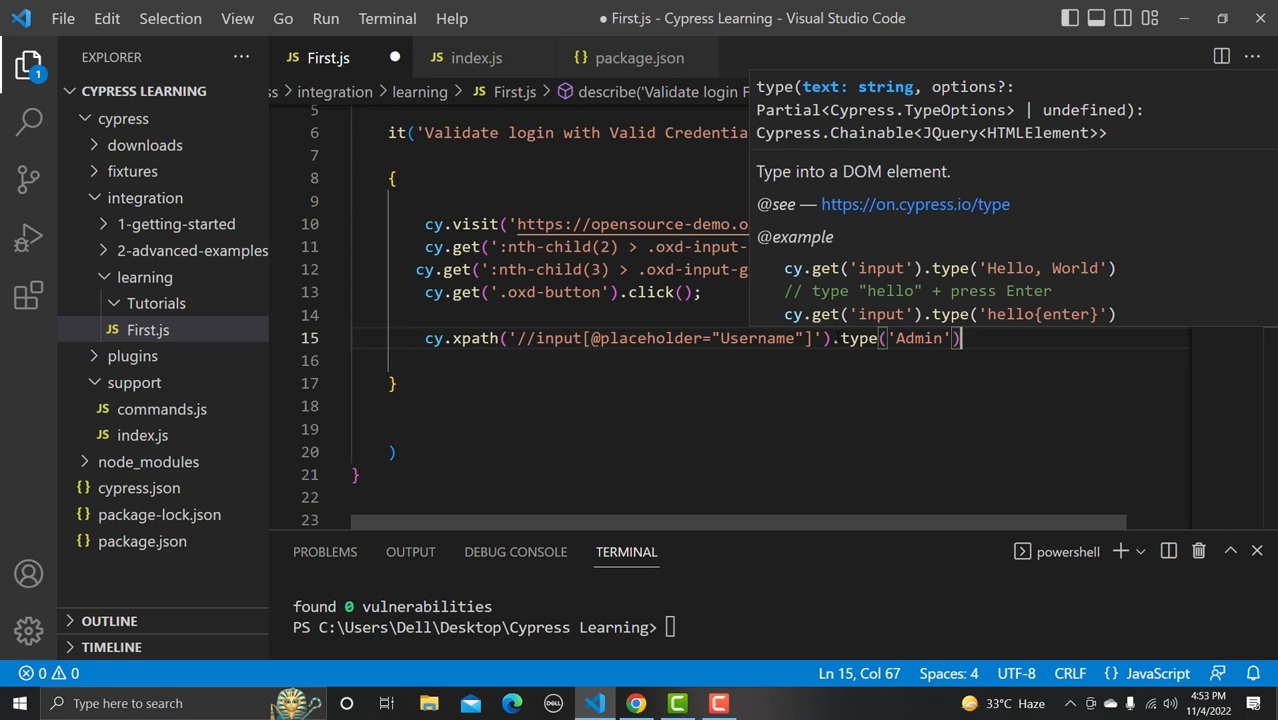 File Edit Selection View Go Run Terminal Help
● First.js - Cypress Learning - Visual Studio Code
EXPLORER
CYPRESS LEARNING
cypress
downloads
fixtures
integration
1-getting-started
2-advanced-examples
learning
Tutorials
JS First.js
plugins
support
JS commands.js
JS index.js
node_modules
{} cypress.json
{} package-lock.json
{} package.json
OUTLINE
TIMELINE
1
JS First.js ●
JS index.js
{} package.json
ss > integration > learning > JS First.js > describe('Validate login F
5
6 it('Validate login with Valid Credentia
7
8 {
9
10 cy.visit('https://opensource-demo.o
11 cy.get(':nth-child(2) > .oxd-input-
12 cy.get(':nth-child(3) > .oxd-input-g
13 cy.get('.oxd-button').click();
14
15 cy.xpath('//input[@placeholder="Username"]').type('Admin')
16
17 }
18
19
20 )
21 }
22
23
type(text: string, options?:
Partial<Cypress.TypeOptions> | undefined):
Cypress.Chainable<JQuery<HTMLElement>>
Type into a DOM element.
@see — https://on.cypress.io/type
@example
cy.get('input').type('Hello, World')
// type "hello" + press Enter
cy.get('input').type('hello{enter}')
PROBLEMS OUTPUT DEBUG CONSOLE TERMINAL
powershell
found 0 vulnerabilities
PS C:\Users\Dell\Desktop\Cypress Learning>
0 0
Ln 15, Col 67 Spaces: 4 UTF-8 CRLF {} JavaScript
Type here to search
DELL
33°C Haze
4:53 PM
11/4/2022